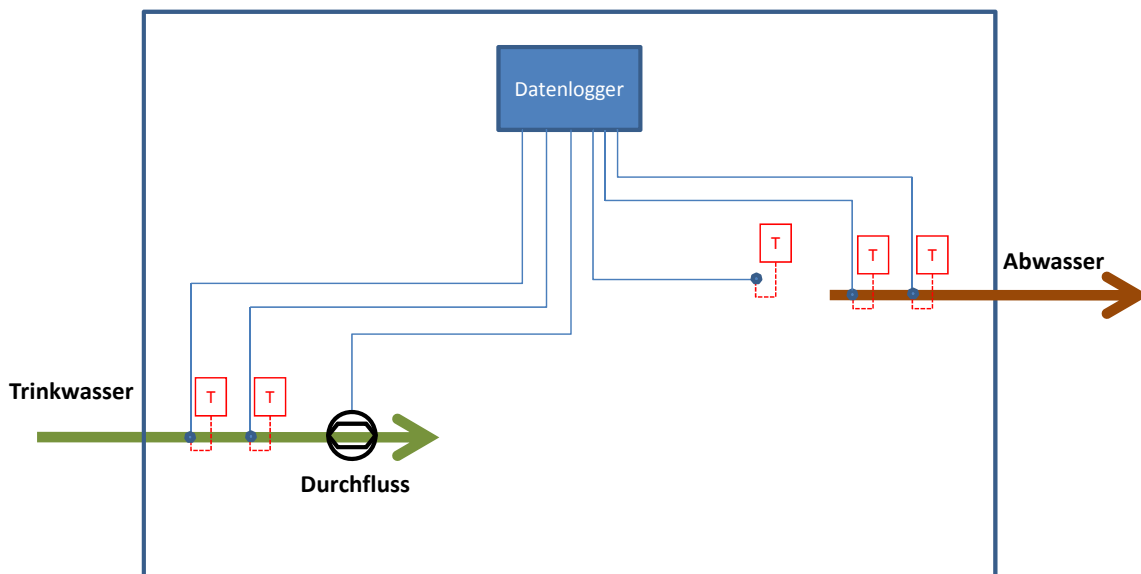 Datenlogger
T
T
T
Abwasser
Trinkwasser
T
T
Durchfluss